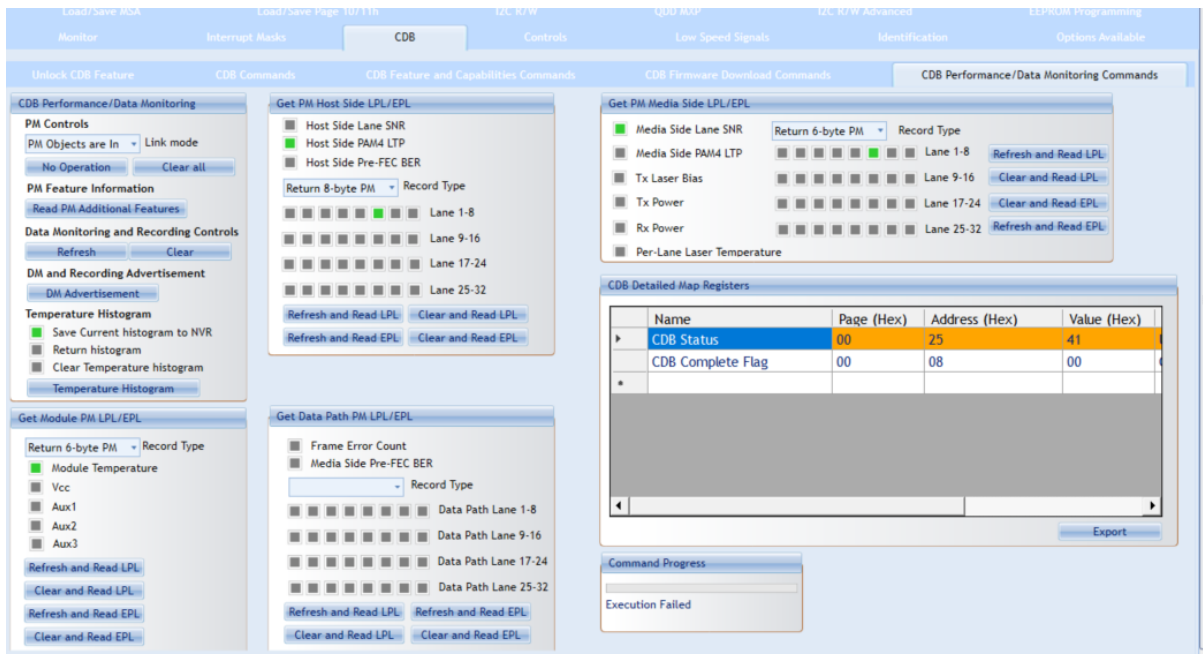 Load/Save MSA Load/Save Page 10/11h I2C R/W QDD MXP I2C R/W Advanced EEPROM Programming
Monitor Interrupt Masks CDB Controls Low Speed Signals Identification Options Available
Unlock CDB Feature CDB Commands CDB Feature and Capabilities Commands CDB Firmware Download Commands CDB Performance/Data Monitoring Commands
CDB Performance/Data Monitoring
PM Controls
PM Objects are In Link mode
No Operation Clear all
PM Feature Information
Read PM Additional Features
Data Monitoring and Recording Controls
Refresh Clear
DM and Recording Advertisement
DM Advertisement
Temperature Histogram
Save Current histogram to NVR
Return histogram
Clear Temperature histogram
Temperature Histogram
Get PM Host Side LPL/EPL
Host Side Lane SNR
Host Side PAM4 LTP
Host Side Pre-FEC BER
Return 8-byte PM Record Type
Lane 1-8
Lane 9-16
Lane 17-24
Lane 25-32
Refresh and Read LPL Clear and Read LPL
Refresh and Read EPL Clear and Read EPL
Get PM Media Side LPL/EPL
Media Side Lane SNR Return 6-byte PM Record Type
Media Side PAM4 LTP Lane 1-8 Refresh and Read LPL
Tx Laser Bias Lane 9-16 Clear and Read LPL
Tx Power Lane 17-24 Clear and Read EPL
Rx Power Lane 25-32 Refresh and Read EPL
Per-Lane Laser Temperature
CDB Detailed Map Registers
Name Page (Hex) Address (Hex) Value (Hex)
CDB Status 00 25 41
CDB Complete Flag 00 08 00
Export
Get Module PM LPL/EPL
Return 6-byte PM Record Type
Module Temperature
Vcc
Aux1
Aux2
Aux3
Refresh and Read LPL
Clear and Read LPL
Refresh and Read EPL
Clear and Read EPL
Get Data Path PM LPL/EPL
Frame Error Count
Media Side Pre-FEC BER
Record Type
Data Path Lane 1-8
Data Path Lane 9-16
Data Path Lane 17-24
Data Path Lane 25-32
Refresh and Read LPL Refresh and Read EPL
Clear and Read LPL Clear and Read EPL
Command Progress
Execution Failed